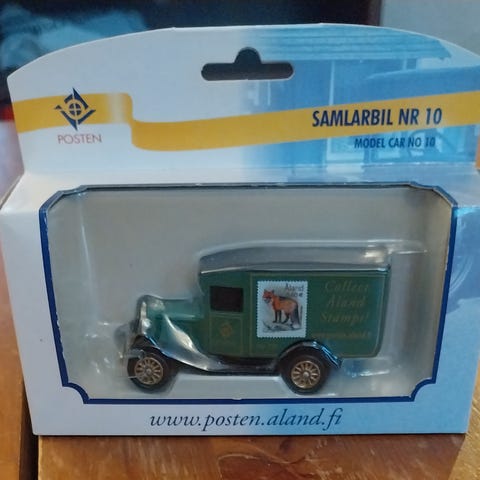 POSTEN
SAMLARBIL NR 10
MODEL CAR NO 10
Åland
Collect
Åland
Stamps!
www.posten.aland.fi